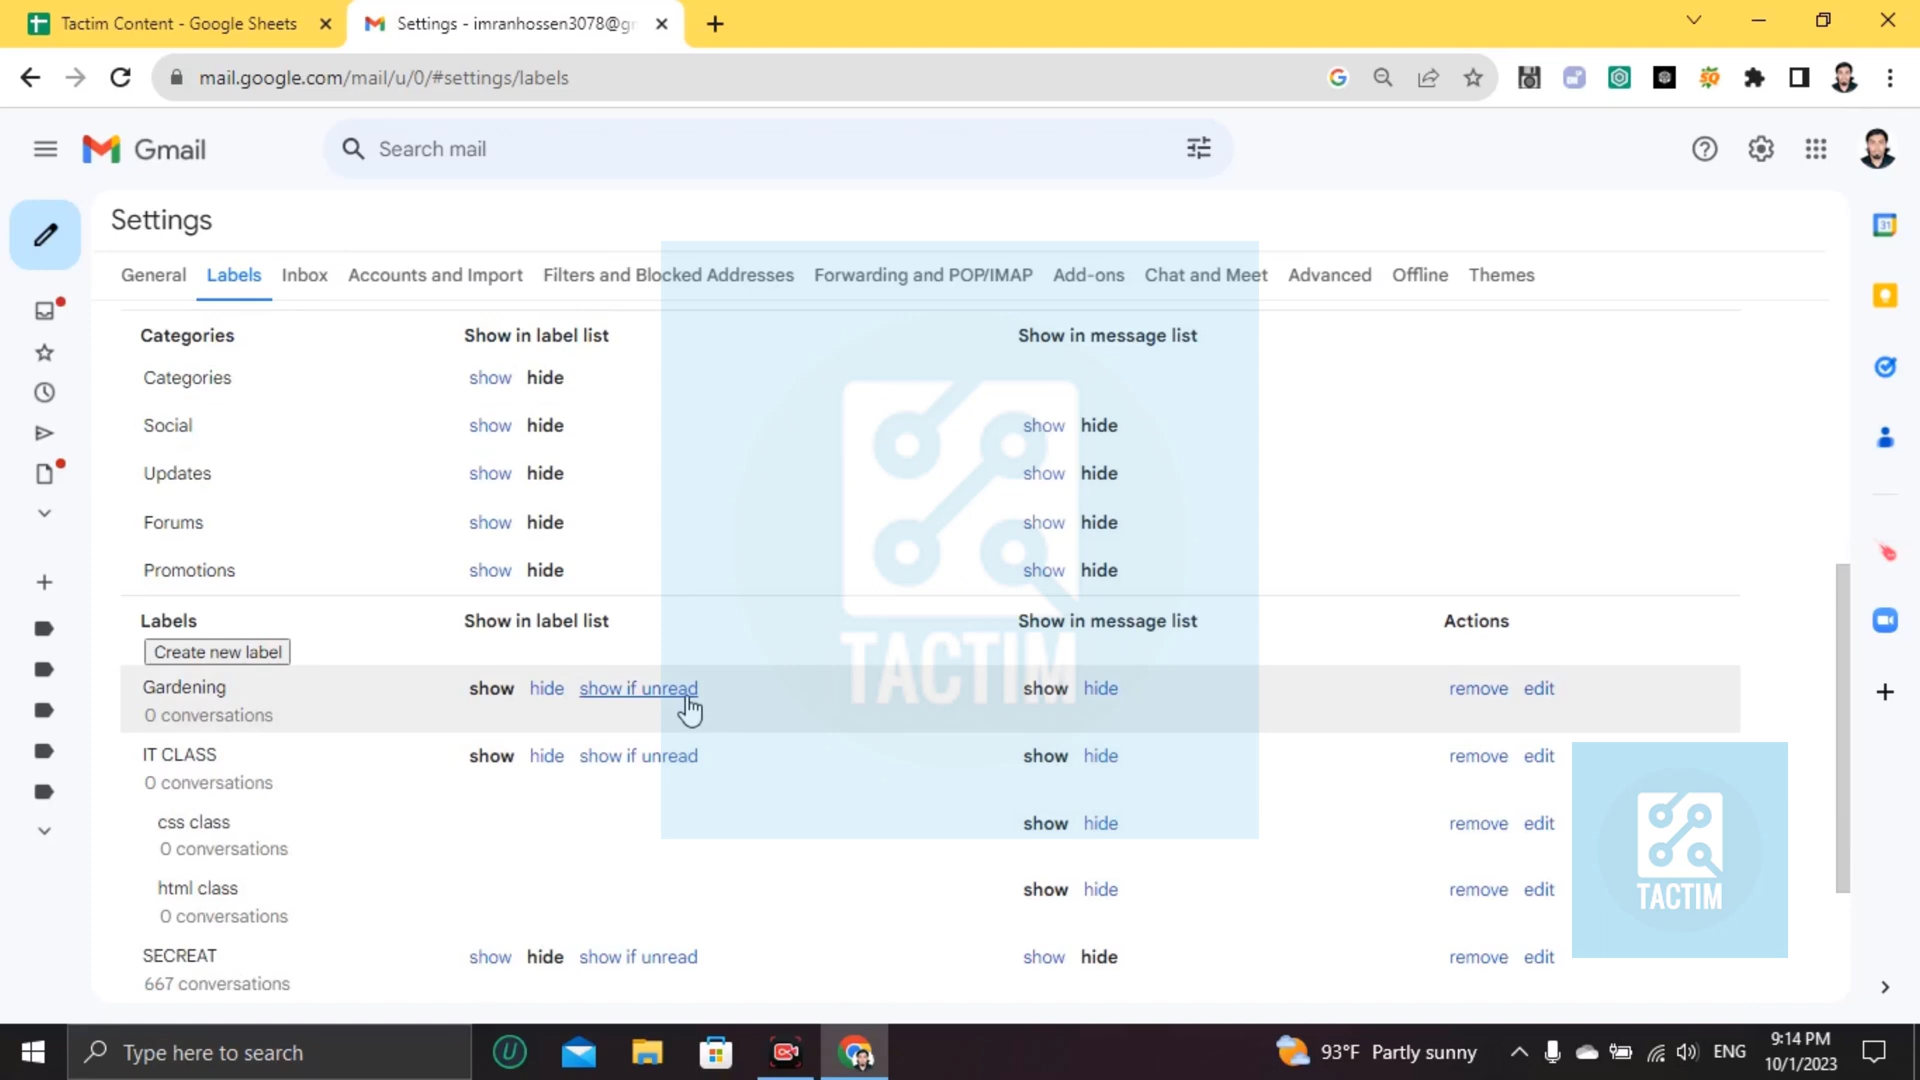 Tactim Content - Google Sheets
Settings - imranhossen3078@g
mail.google.com/mail/u/0/#settings/labels
Gmail
Search mail
Settings
General Labels Inbox Accounts and Import Filters and Blocked Addresses Forwarding and POP/IMAP Add-ons Chat and Meet Advanced Offline Themes
Categories Show in label list Show in message list
Categories show hide
Social show hide show hide
Updates show hide show hide
Forums show hide show hide
Promotions show hide show hide
Labels Show in label list Show in message list Actions
Create new label
Gardening show hide show if unread show hide remove edit
0 conversations
IT CLASS show hide show if unread show hide remove edit
0 conversations
css class show hide remove edit
0 conversations
html class show hide remove edit
0 conversations
SECREAT show hide show if unread show hide remove edit
667 conversations
TACTIM
TACTIM
31
SQ
Type here to search
93°F Partly sunny
ENG
9:14 PM
10/1/2023